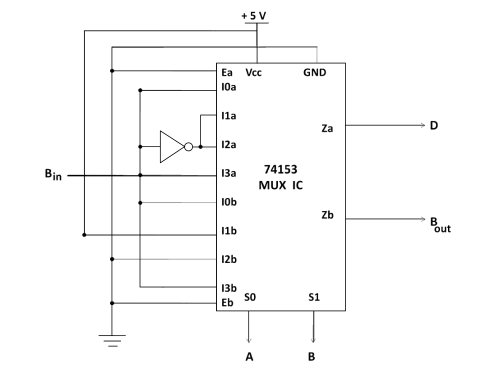 + 5 V
Ea Vcc GND
I0a
I1a
Za D
I2a
Bin I3a 74153
MUX IC
I0b
Zb Bout
I1b
I2b
I3b
S0 S1
Eb
A B